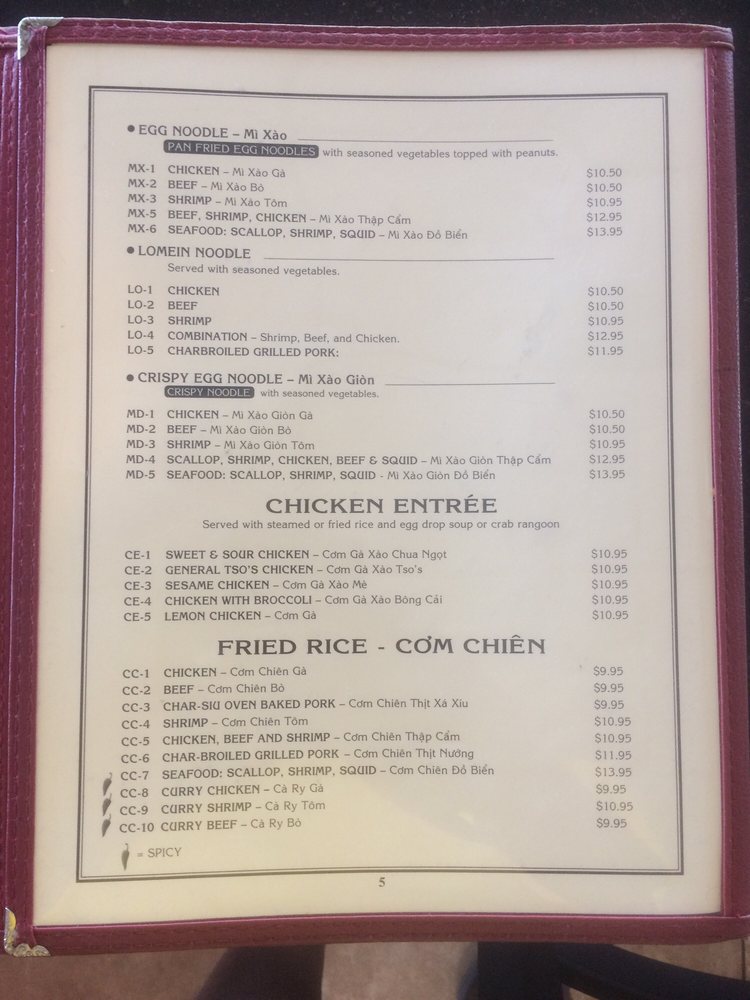 • EGG NOODLE – Mì Xào
PAN FRIED EGG NOODLES with seasoned vegetables topped with peanuts.
MX-1 CHICKEN – Mì Xào Gà $10.50
MX-2 BEEF – Mì Xào Bò $10.50
MX-3 SHRIMP – Mì Xào Tôm $10.95
MX-5 BEEF, SHRIMP, CHICKEN – Mì Xào Thập Cẩm $12.95
MX-6 SEAFOOD: SCALLOP, SHRIMP, SQUID – Mì Xào Đồ Biển $13.95
• LOMEIN NOODLE
Served with seasoned vegetables.
LO-1 CHICKEN $10.50
LO-2 BEEF $10.50
LO-3 SHRIMP $10.95
LO-4 COMBINATION – Shrimp, Beef, and Chicken. $12.95
LO-5 CHARBROILED GRILLED PORK: $11.95
• CRISPY EGG NOODLE – Mì Xào Giòn
CRISPY NOODLE with seasoned vegetables.
MD-1 CHICKEN – Mì Xào Giòn Gà $10.50
MD-2 BEEF – Mì Xào Giòn Bò $10.50
MD-3 SHRIMP – Mì Xào Giòn Tôm $10.95
MD-4 SCALLOP, SHRIMP, CHICKEN, BEEF & SQUID – Mì Xào Giòn Thập Cẩm $12.95
MD-5 SEAFOOD: SCALLOP, SHRIMP, SQUID - Mì Xào Giòn Đồ Biển $13.95
CHICKEN ENTRÉE
Served with steamed or fried rice and egg drop soup or crab rangoon
CE-1 SWEET & SOUR CHICKEN – Cơm Gà Xào Chua Ngọt $10.95
CE-2 GENERAL TSO'S CHICKEN – Cơm Gà Xào Tso's $10.95
CE-3 SESAME CHICKEN – Cơm Gà Xào Mè $10.95
CE-4 CHICKEN WITH BROCCOLI – Cơm Gà Xào Bông Cải $10.95
CE-5 LEMON CHICKEN – Cơm Gà $10.95
FRIED RICE - CƠM CHIÊN
CC-1 CHICKEN – Cơm Chiên Gà $9.95
CC-2 BEEF – Cơm Chiên Bò $9.95
CC-3 CHAR-SIU OVEN BAKED PORK – Cơm Chiên Thịt Xá Xíu $9.95
CC-4 SHRIMP – Cơm Chiên Tôm $10.95
CC-5 CHICKEN, BEEF AND SHRIMP – Cơm Chiên Thập Cẩm $10.95
CC-6 CHAR-BROILED GRILLED PORK – Cơm Chiên Thịt Nướng $11.95
CC-7 SEAFOOD: SCALLOP, SHRIMP, SQUID – Cơm Chiên Đồ Biển $13.95
CC-8 CURRY CHICKEN – Cà Ry Gà $9.95
CC-9 CURRY SHRIMP – Cà Ry Tôm $10.95
CC-10 CURRY BEEF – Cà Ry Bò $9.95
= SPICY
5